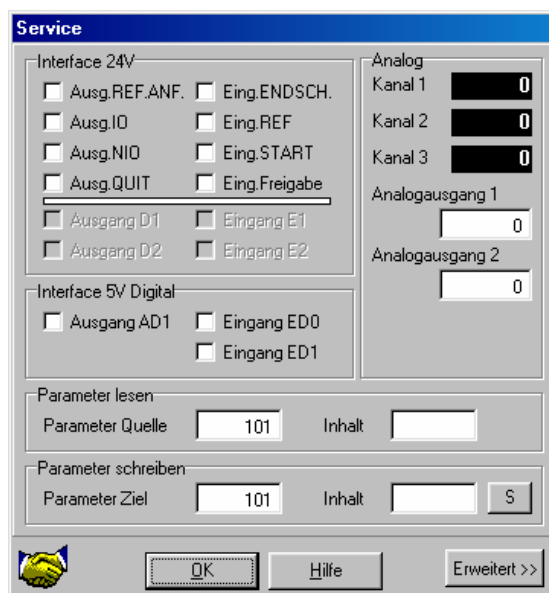 Service
Interface 24V
Ausg.REF.ANF. Eing.ENDSCH.
Ausg.IO Eing.REF
Ausg.NIO Eing.START
Ausg.QUIT Eing.Freigabe
Ausgang D1 Eingang E1
Ausgang D2 Eingang E2
Interface 5V Digital
Ausgang AD1 Eingang ED0
Eingang ED1
Analog
Kanal 1 0
Kanal 2 0
Kanal 3 0
Analogausgang 1
0
Analogausgang 2
0
Parameter lesen
Parameter Quelle 101 Inhalt
Parameter schreiben
Parameter Ziel 101 Inhalt S
OK Hilfe Erweitert >>